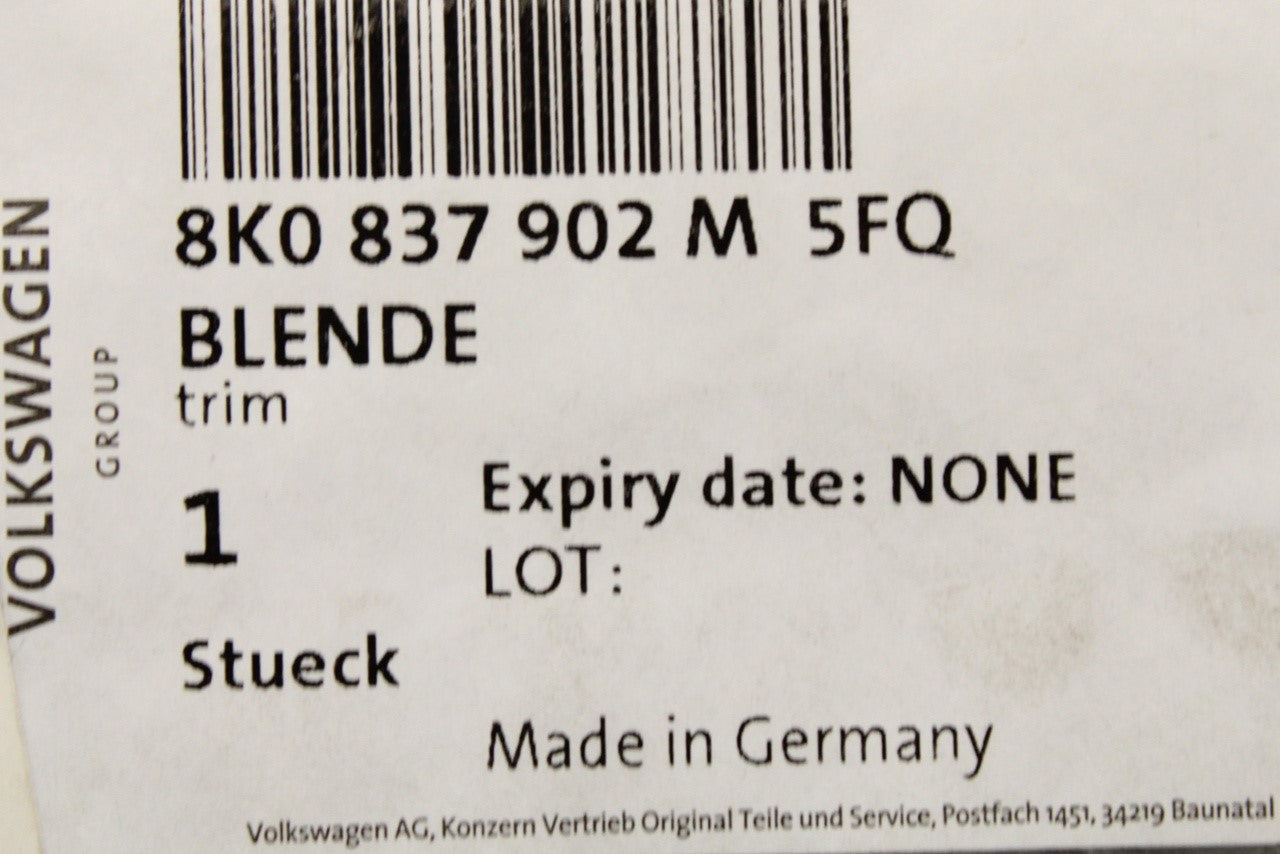 8K0 837 902 M 5FQ
BLENDE
trim
1
Stueck
Expiry date: NONE
LOT:
Made in Germany
Volkswagen AG, Konzern Vertrieb Original Teile und Service, Postfach 1451, 34219 Baunatal
VOLKSWAGEN
GROUP